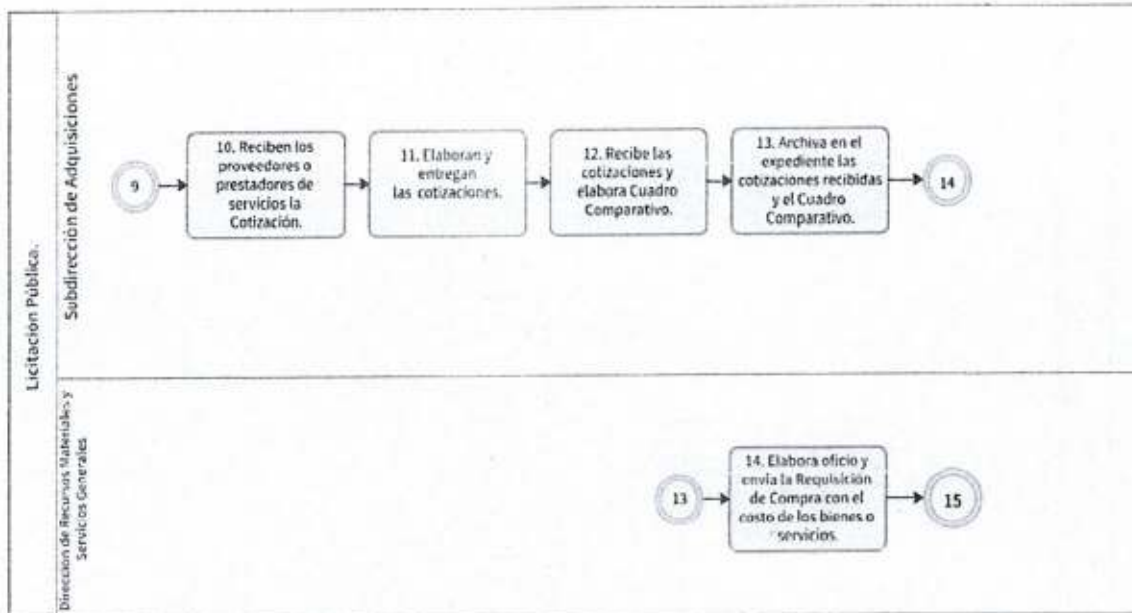 Licitación Pública.
Subdirección de Adquisiciones
9
10. Reciben los
proveedores o
prestadores de
servicios la
Cotización.
11. Elaboran y
entregan
las cotizaciones.
12. Recibe las
cotizaciones y
elabora Cuadro
Comparativo.
13. Archiva en el
expediente las
cotizaciones recibidas
y el Cuadro
Comparativo.
14
Dirección de Recursos Materiales y
Servicios Generales
13
14. Elabora oficio y
envía la Requisición
de Compra con el
costo de los bienes o
servicios.
15